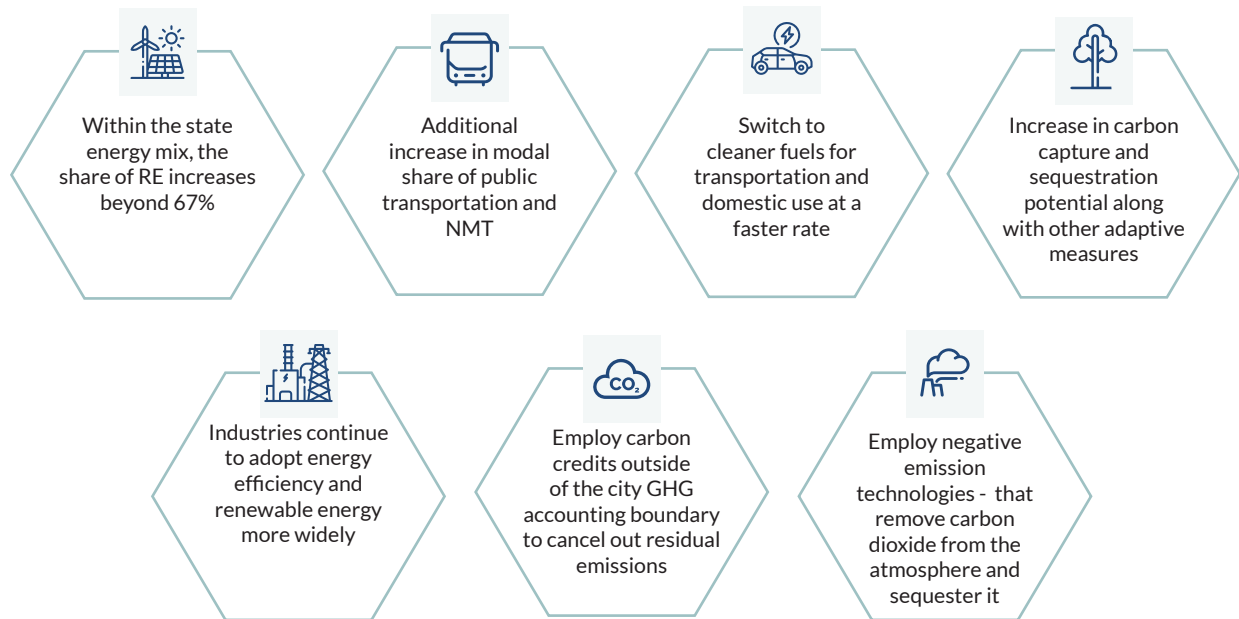 Within the state
energy mix, the
share of RE increases
beyond 67%
Additional
increase in modal
share of public
transportation and
NMT
Switch to
cleaner fuels for
transportation and
domestic use at a
faster rate
Increase in carbon
capture and
sequestration
potential along
with other adaptive
measures
Industries continue
to adopt energy
efficiency and
renewable energy
more widely
CO₂
Employ carbon
credits outside
of the city GHG
accounting boundary
to cancel out residual
emissions
Employ negative
emission
technologies - that
remove carbon
dioxide from the
atmosphere and
sequester it